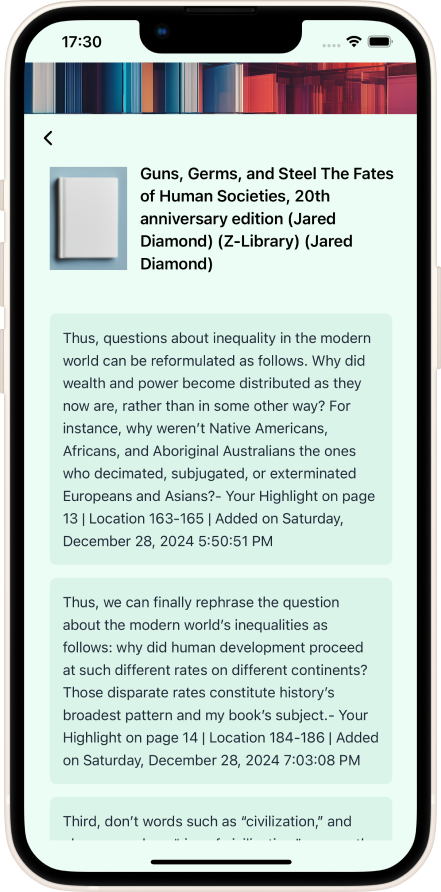 17:30
Guns, Germs, and Steel The Fates
of Human Societies, 20th
anniversary edition (Jared
Diamond) (Z-Library) (Jared
Diamond)
Thus, questions about inequality in the modern
world can be reformulated as follows. Why did
wealth and power become distributed as they
now are, rather than in some other way? For
instance, why weren’t Native Americans,
Africans, and Aboriginal Australians the ones
who decimated, subjugated, or exterminated
Europeans and Asians?- Your Highlight on page
13 | Location 163-165 | Added on Saturday,
December 28, 2024 5:50:51 PM
Thus, we can finally rephrase the question
about the modern world’s inequalities as
follows: why did human development proceed
at such different rates on different continents?
Those disparate rates constitute history’s
broadest pattern and my book’s subject.- Your
Highlight on page 14 | Location 184-186 | Added
on Saturday, December 28, 2024 7:03:08 PM
Third, don’t words such as “civilization,” and